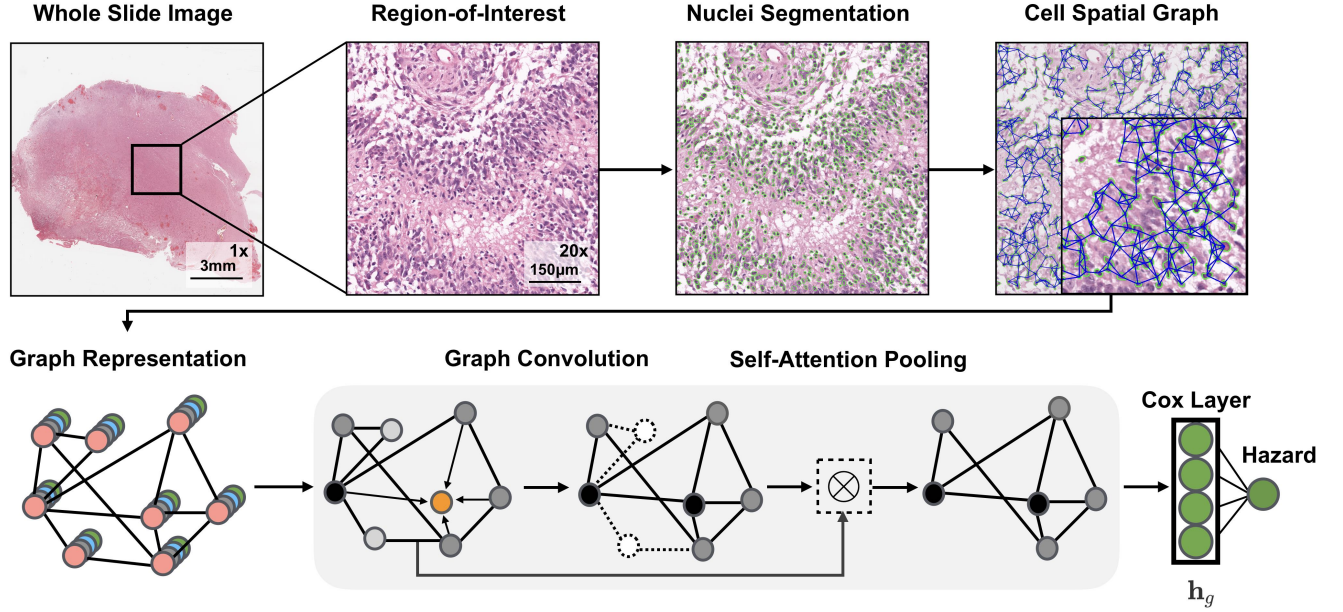 Whole Slide Image
Region-of-Interest
Nuclei Segmentation
Cell Spatial Graph
1x
3mm
20x
150μm
Graph Representation
Graph Convolution
Self-Attention Pooling
Cox Layer
Hazard
h_g